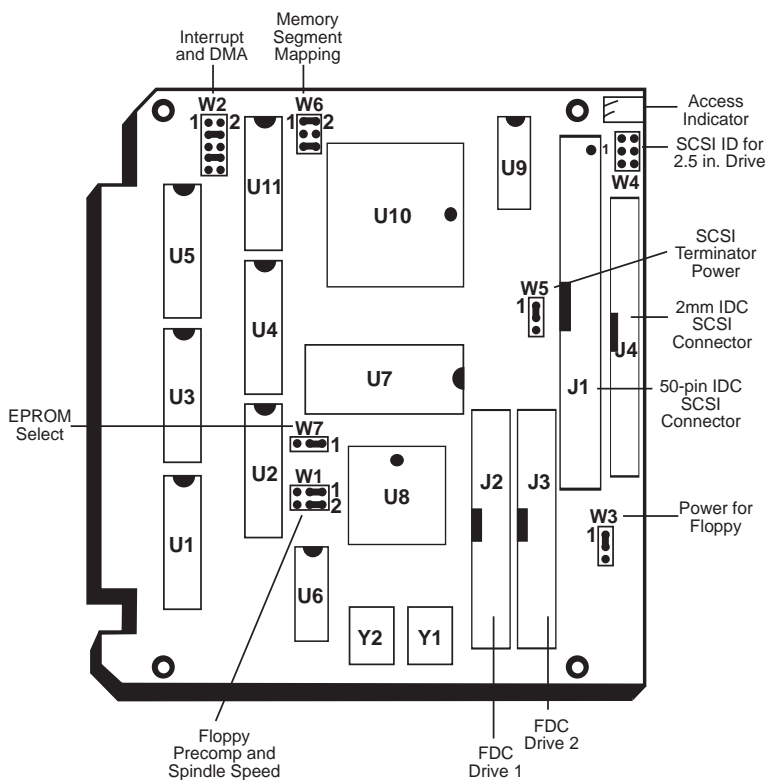 Memory
Segment
Mapping
Interrupt
and DMA
W2
1 2
W6
1 2
Access
Indicator
SCSI ID for
2.5 in. Drive
W4
1
U9
U11
U10
U5
SCSI
Terminator
Power
W5
1
2mm IDC
SCSI
Connector
J4
U4
U7
J1
U3
50-pin IDC
SCSI
Connector
EPROM
Select
W7
1
U2
W1
1
2
U8
J2
J3
U1
Power for
Floppy
W3
1
U6
Y2
Y1
Floppy
Precomp and
Spindle Speed
FDC
Drive 1
FDC
Drive 2